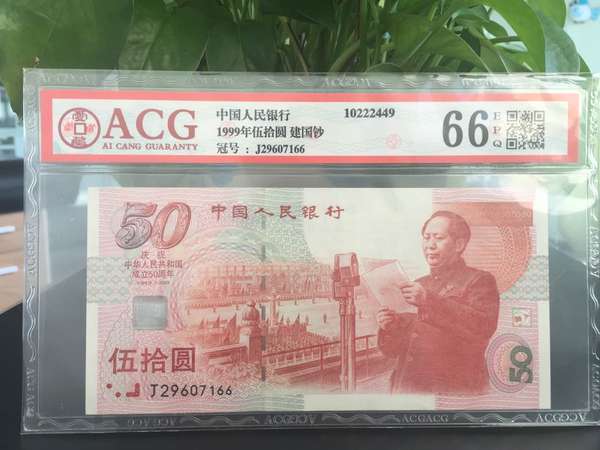 ACG
AI CANG GUARANTY
中国人民银行
10222449
1999年伍拾圆 建国钞
冠号 : J29607166
66
EPQ
50
中国人民银行
庆祝
中华人民共和国
成立50周年
伍拾圆
J29607166
50